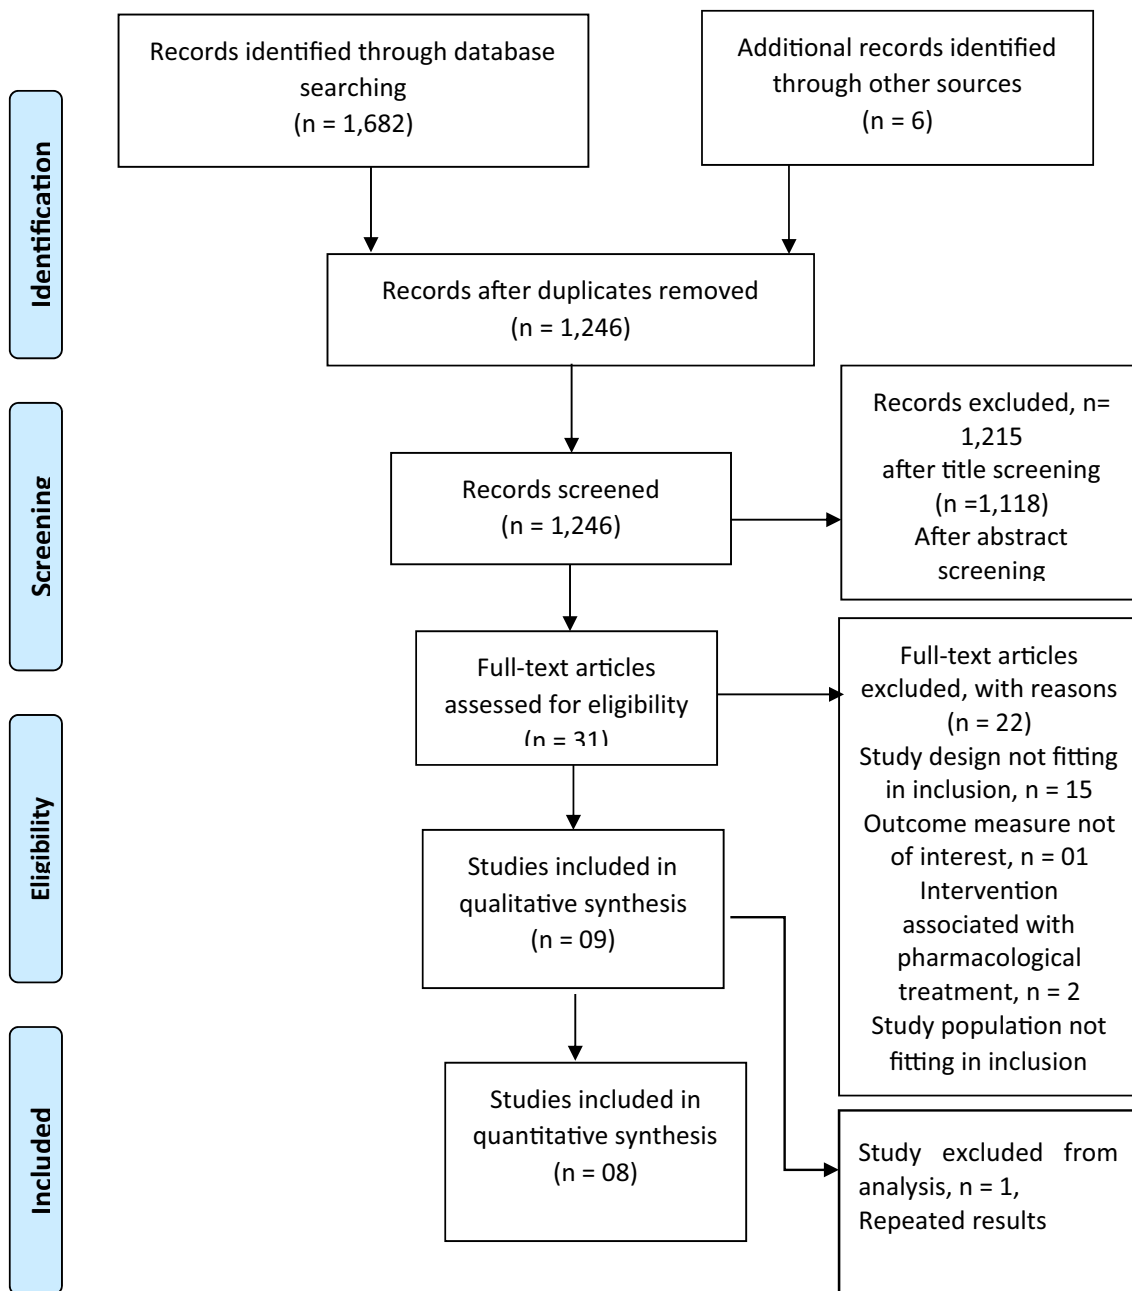 Records identified through database
searching
(n = 1,682)
Additional records identified
through other sources
(n = 6)
Identification
Records after duplicates removed
(n = 1,246)
Records excluded, n=
1,215
after title screening
(n =1,118)
After abstract
screening
Screening
Records screened
(n = 1,246)
Full-text articles
assessed for eligibility
(n = 31)
Full-text articles
excluded, with reasons
(n = 22)
Study design not fitting
in inclusion, n = 15
Outcome measure not
of interest, n = 01
Intervention
associated with
pharmacological
treatment, n = 2
Study population not
fitting in inclusion
Eligibility
Studies included in
qualitative synthesis
(n = 09)
Included
Studies included in
quantitative synthesis
(n = 08)
Study excluded from
analysis, n = 1,
Repeated results